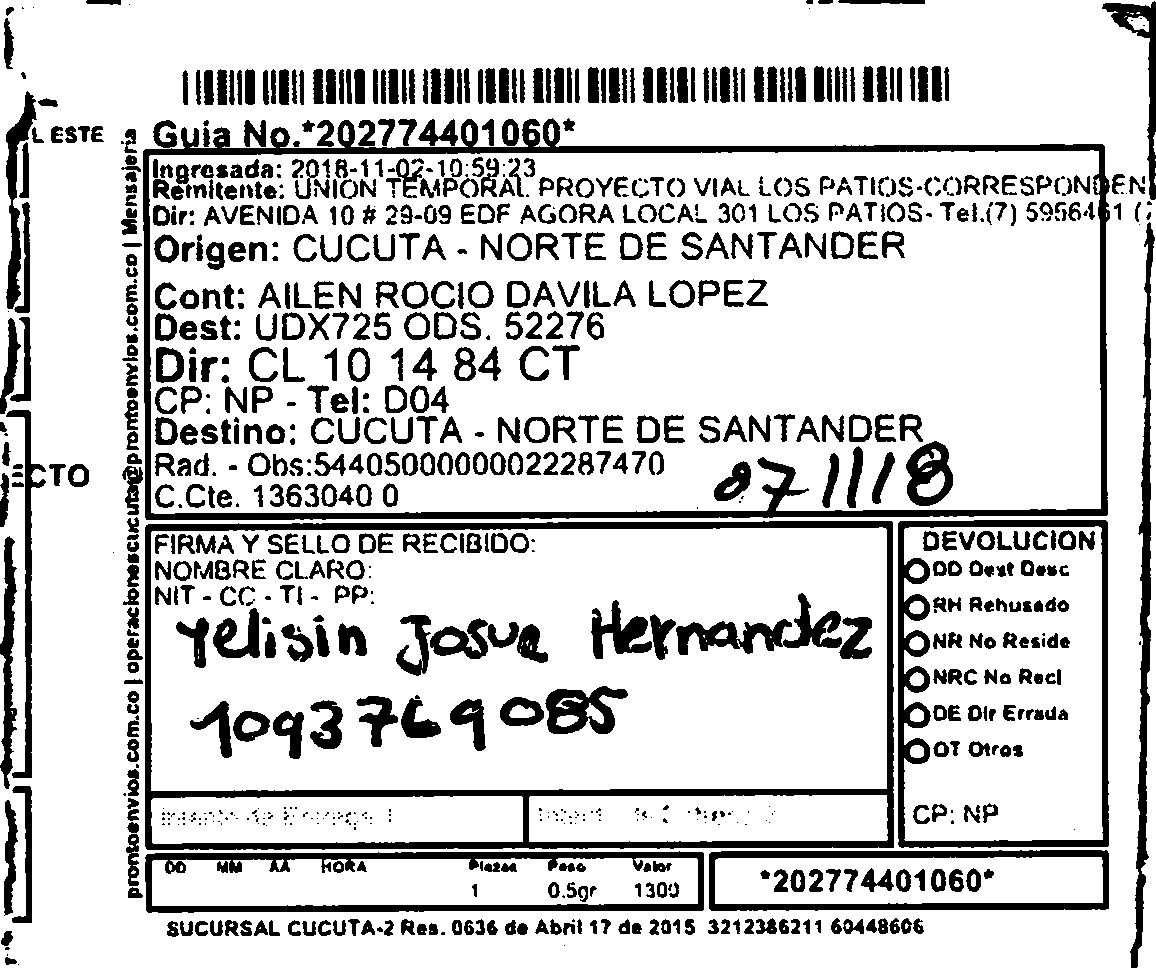 L ESTE
ECTO
prontoenvios.com.co | operacionescucuta@prontoenvios.com.co | Mensajeria
Guia No.*202774401060*
Ingresada: 2018-11-02-10:59:23
Remitente: UNION TEMPORAL PROYECTO VIAL LOS PATIOS-CORRESPONDEN
Dir: AVENIDA 10 # 29-09 EDF AGORA LOCAL 301 LOS PATIOS- Tel.(7) 5956461 (7
Origen: CUCUTA - NORTE DE SANTANDER
Cont: AILEN ROCIO DAVILA LOPEZ
Dest: UDX725 ODS. 52276
Dir: CL 10 14 84 CT
CP: NP - Tel: D04
Destino: CUCUTA - NORTE DE SANTANDER
Rad. - Obs:54405000000022287470
C.Cte. 1363040 0
07/11/18
FIRMA Y SELLO DE RECIBIDO:
NOMBRE CLARO:
NIT - CC - TI - PP:
Yelisin Josue Hernandez
1093769085
DEVOLUCION
DD Dest Desc
RH Rehusado
NR No Reside
NRC No Recl
DE Dir Errada
OT Otros
CP: NP
Intento de Entrega 1
DD MM AA HORA Piezas Peso Valor
1 0.5gr 1300
*202774401060*
SUCURSAL CUCUTA-2 Res. 0636 de Abril 17 de 2015 3212386211 60448606